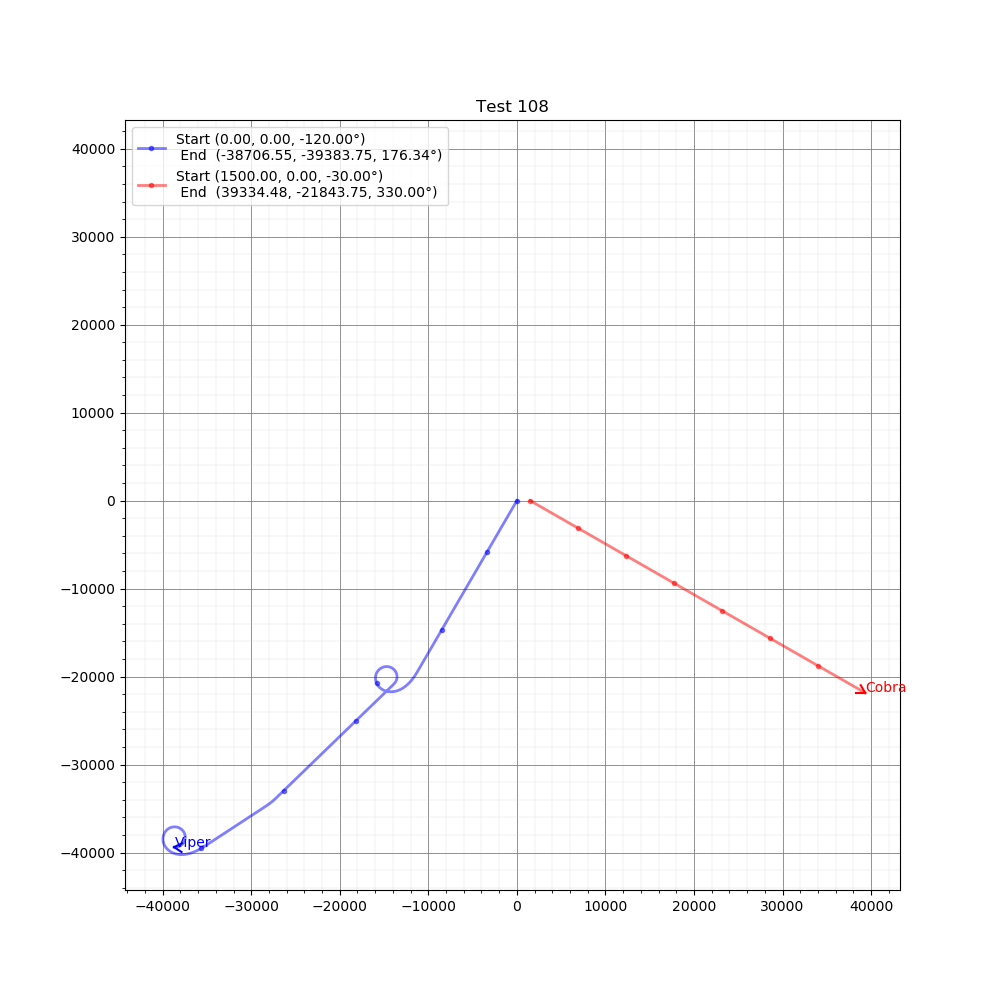 Test 108
Start (0.00, 0.00, -120.00°)
End (-38706.55, -39383.75, 176.34°)
Start (1500.00, 0.00, -30.00°)
End (39334.48, -21843.75, 330.00°)
40000
30000
20000
10000
0
−10000
−20000
−30000
−40000
Cobra
Viper
−40000 −30000 −20000 −10000 0 10000 20000 30000 40000